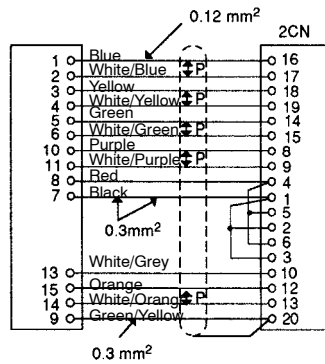 0.12 mm²
2CN
1 Blue 16
2 White/Blue P 17
3 Yellow 18
4 White/Yellow P 19
5 Green 14
6 White/Green P 15
10 Purple 8
11 White/Purple P 9
8 Red 4
7 Black 1
5
0.3mm² 2
6
3
13 White/Grey 10
15 Orange 12
14 White/Orang P 13
9 Green/Yellow 20
0.3 mm²